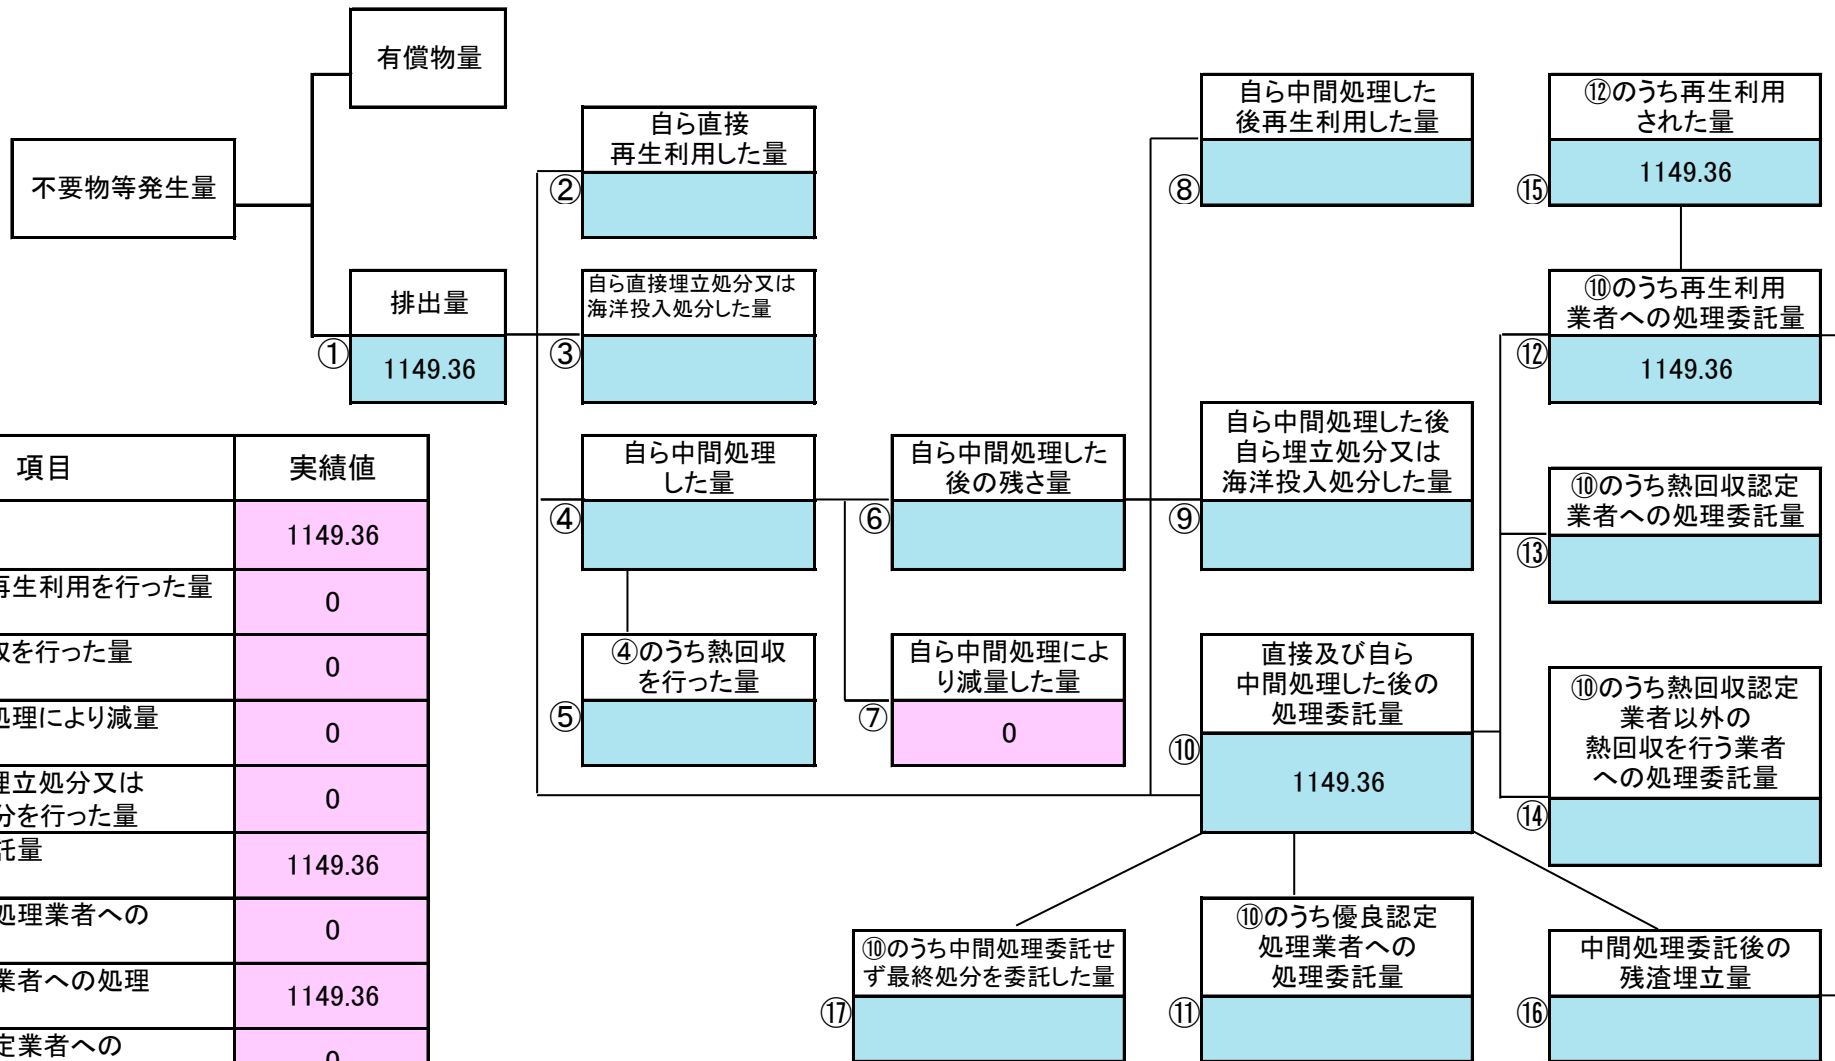 有償物量
不要物等発生量
排出量
①
1149.36
自ら直接
再生利用した量
②
自ら直接埋立処分又は
海洋投入処分した量
③
自ら中間処理
した量
④
④のうち熱回収
を行った量
⑤
自ら中間処理した
後の残さ量
⑥
自ら中間処理によ
り減量した量
⑦
0
自ら中間処理した
後再生利用した量
⑧
自ら中間処理した後
自ら埋立処分又は
海洋投入処分した量
⑨
直接及び自ら
中間処理した後の
処理委託量
⑩
1149.36
⑫のうち再生利用
された量
⑮
1149.36
⑩のうち再生利用
業者への処理委託量
⑫
1149.36
⑩のうち熱回収認定
業者への処理委託量
⑬
⑩のうち熱回収認定
業者以外の
熱回収を行う業者
への処理委託量
⑭
⑩のうち中間処理委託せ
ず最終処分を委託した量
⑰
⑩のうち優良認定
処理業者への
処理委託量
⑪
中間処理委託後の
残渣埋立量
⑯
項目
実績値
1149.36
再生利用を行った量
0
収を行った量
0
処理により減量
0
埋立処分又は
分を行った量
0
託量
1149.36
処理業者への
0
業者への処理
1149.36
定業者への
0